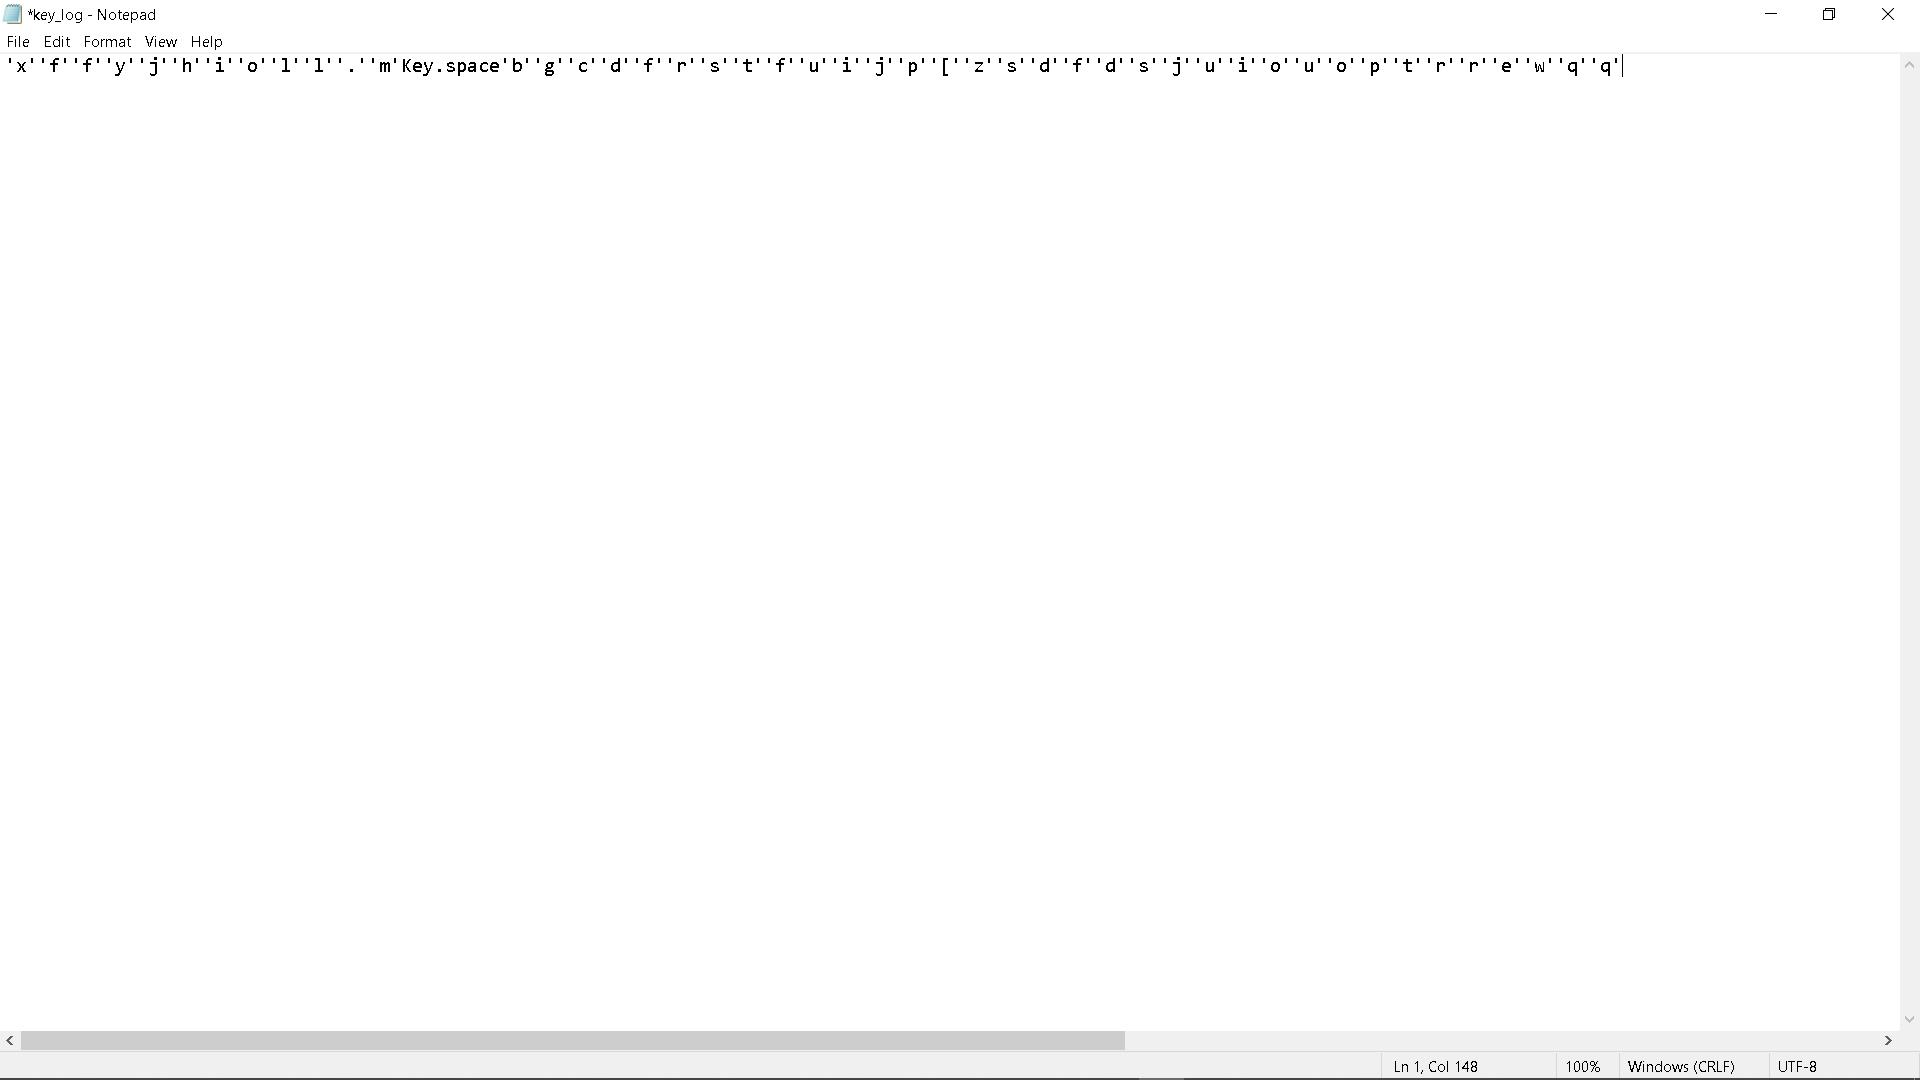 *key_log - Notepad
File Edit Format View Help
'x''f''f''y''j''h''i''o''l''l''.''m'Key.space'b''g''c''d''f''r''s''t''f''u''i''j''p''[''z''s''d''f''d''s''j''u''i''o''u''o''p''t''r''r''e''w''q''q'
Ln 1, Col 148 100% Windows (CRLF) UTF-8